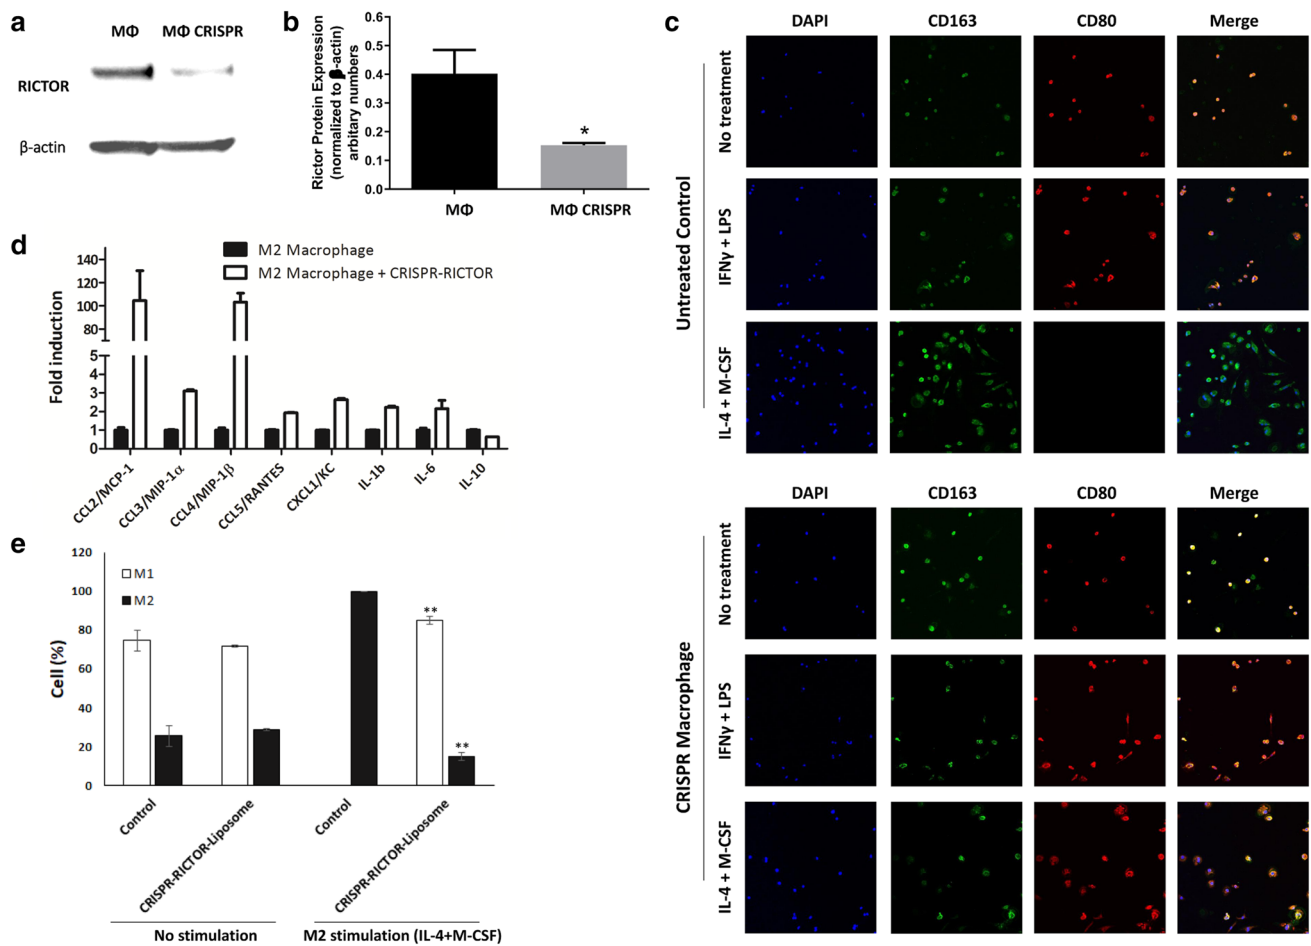 a
MΦ MΦ CRISPR
RICTOR
β-actin
b
Rictor Protein Expression
(normalized to β-actin)
arbitary numbers
0.6
0.5
0.4
0.3
0.2
0.1
0.0
*
MΦ MΦ CRISPR
c
DAPI CD163 CD80 Merge
Untreated Control
No treatment
IFNγ + LPS
IL-4 + M-CSF
DAPI CD163 CD80 Merge
CRISPR Macrophage
No treatment
IFNγ + LPS
IL-4 + M-CSF
d
M2 Macrophage
M2 Macrophage + CRISPR-RICTOR
Fold induction
140
120
100
80
60
5
4
3
2
1
0
CCL2/MCP-1
CCL3/MIP-1α
CCL4/MIP-1β
CCL5/RANTES
CXCL1/KC
IL-1b
IL-6
IL-10
e
M1
M2
Cell (%)
120
100
80
60
40
20
0
**
**
Control
CRISPR-RICTOR-Liposome
Control
CRISPR-RICTOR-Liposome
No stimulation
M2 stimulation (IL-4+M-CSF)